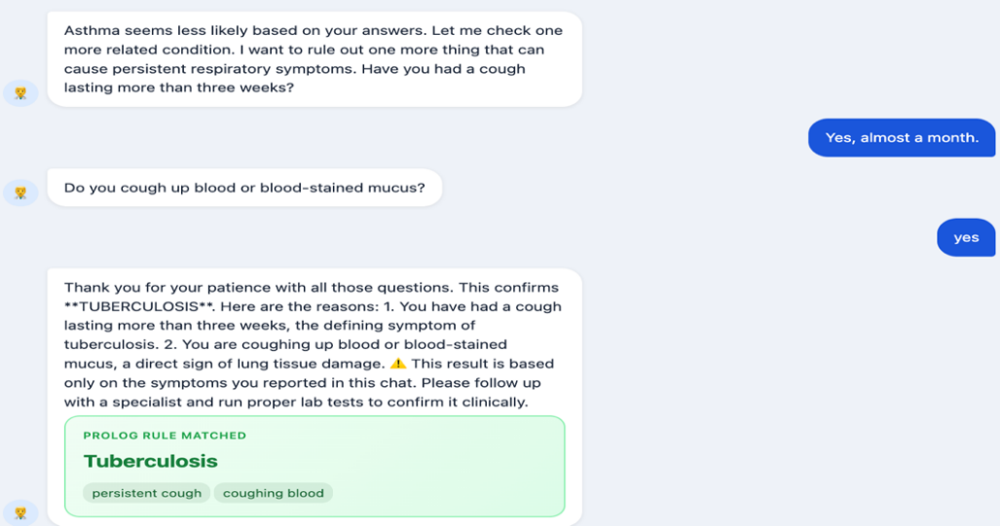 Asthma seems less likely based on your answers. Let me check one
more related condition. I want to rule out one more thing that can
cause persistent respiratory symptoms. Have you had a cough
lasting more than three weeks?
Yes, almost a month.
Do you cough up blood or blood-stained mucus?
yes
Thank you for your patience with all those questions. This confirms
**TUBERCULOSIS**. Here are the reasons: 1. You have had a cough
lasting more than three weeks, the defining symptom of
tuberculosis. 2. You are coughing up blood or blood-stained
mucus, a direct sign of lung tissue damage. ⚠️ This result is based
only on the symptoms you reported in this chat. Please follow up
with a specialist and run proper lab tests to confirm it clinically.
PROLOG RULE MATCHED
Tuberculosis
persistent cough coughing blood